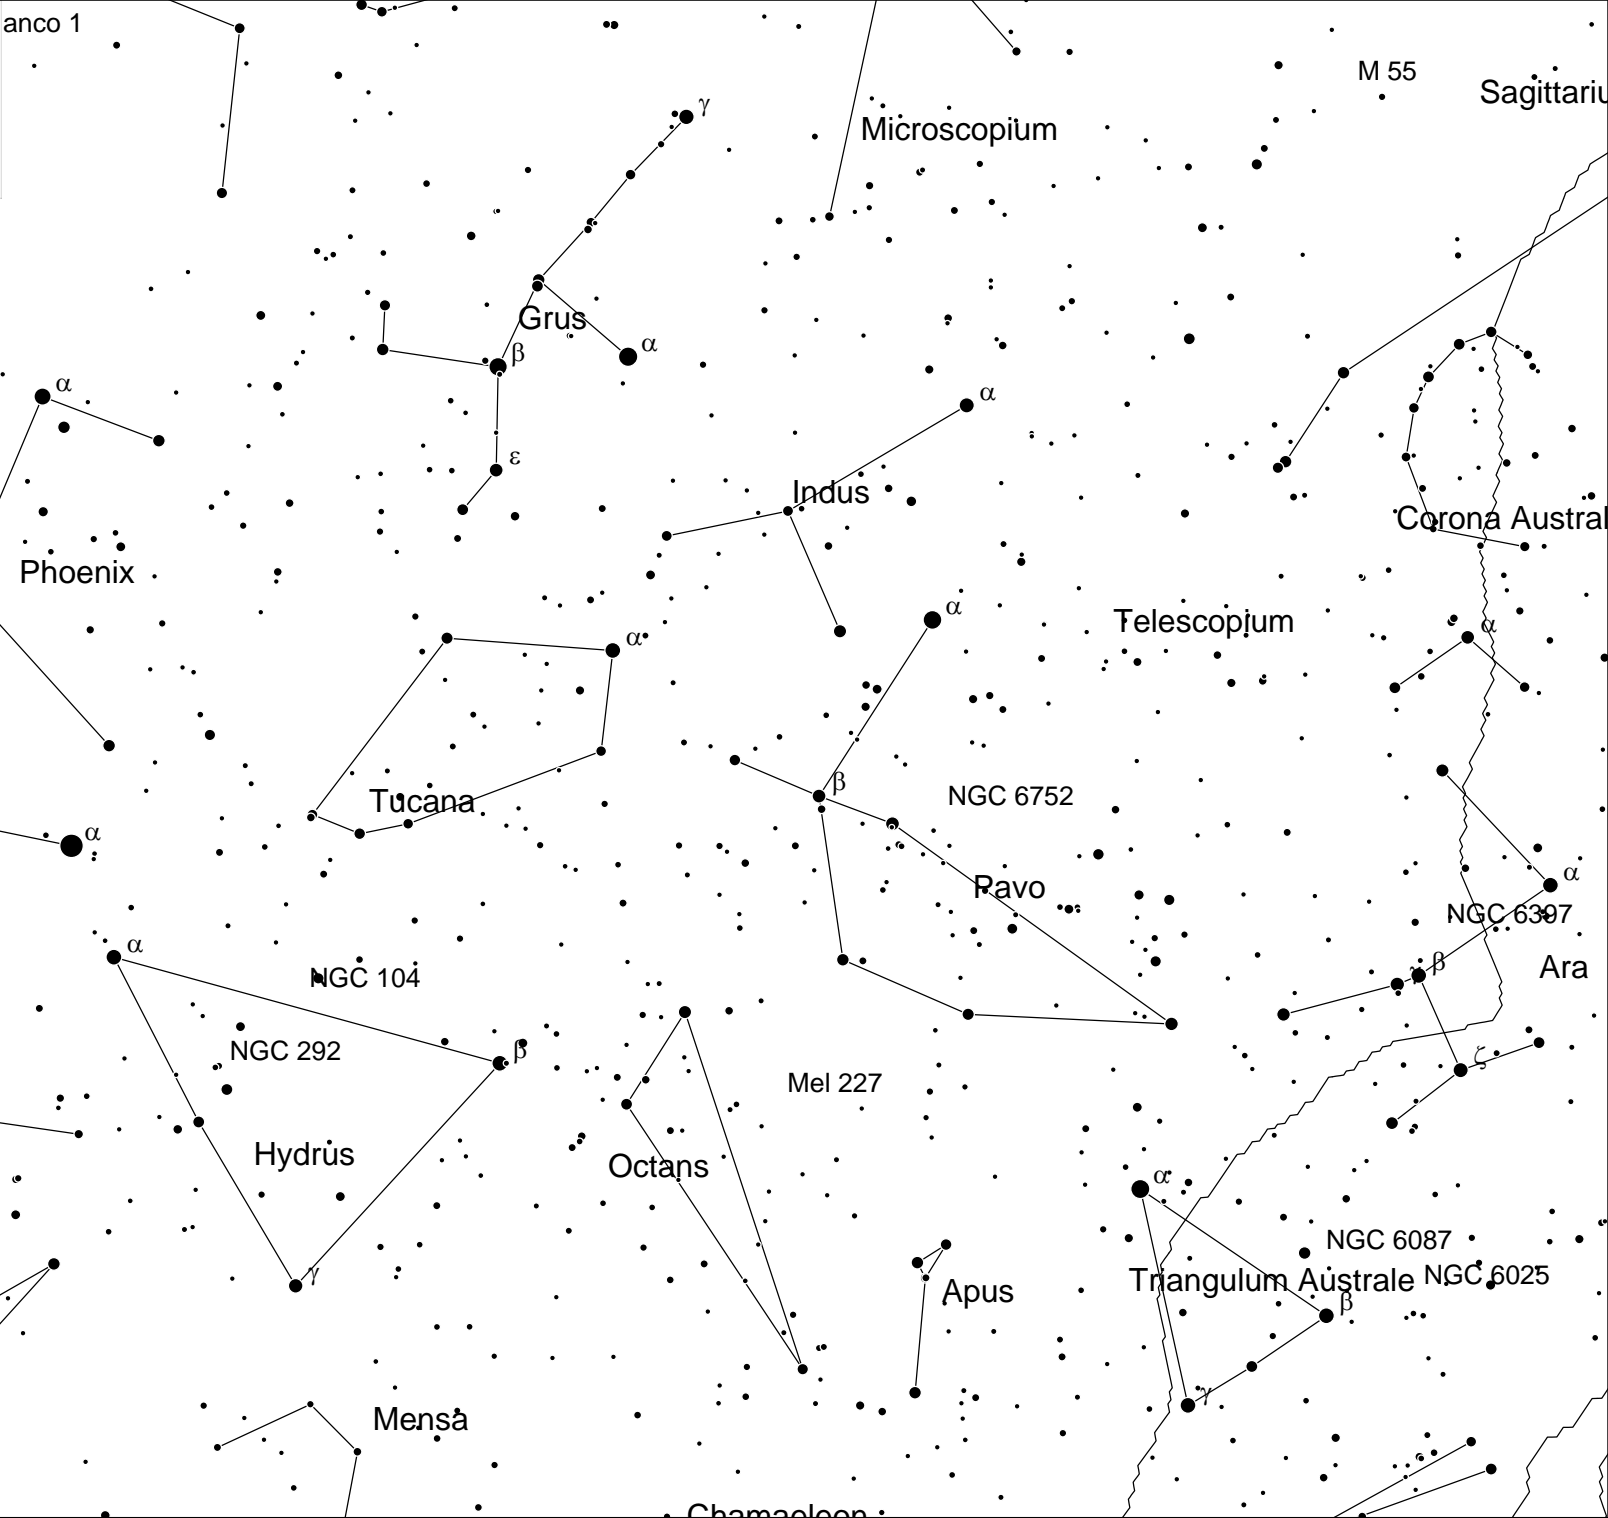 anco 1
M 55
Sagittariu
γ
Microscopium
Grus
β
α
α
α
ε
Indus
Corona Austral
Phoenix
α
Telescopium
α
α
β
NGC 6752
Tucana
α
Pavo
α
NGC 6397
α
NGC 104
γ
β
Ara
NGC 292
β
Mel 227
ζ
Hydrus
Octans
α
NGC 6087
γ
Apus
Triangulum Australe
NGC 6025
β
γ
Mensa
Chamaeleon